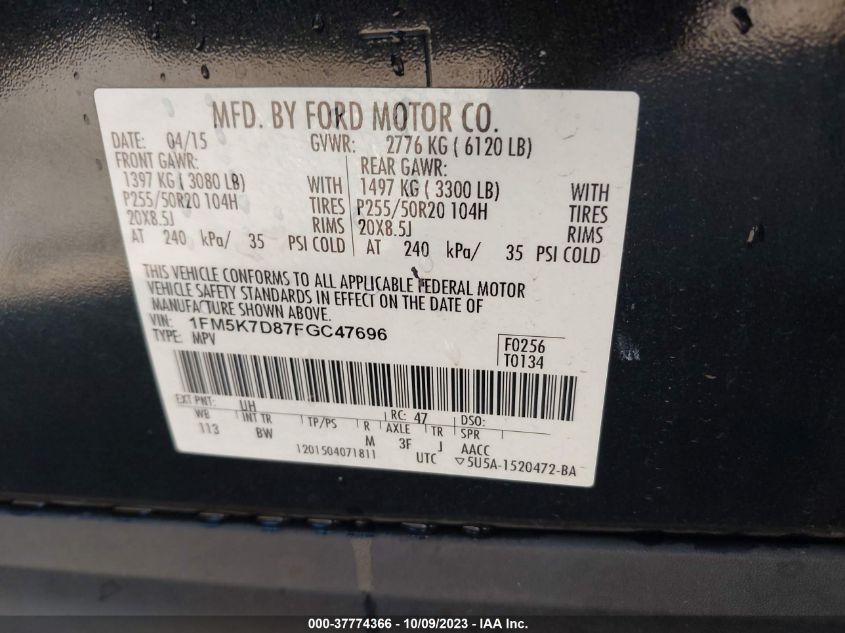 MFD. BY FORD MOTOR CO.
DATE: 04/15 GVWR: 2776 KG ( 6120 LB)
FRONT GAWR: REAR GAWR:
1397 KG ( 3080 LB) WITH 1497 KG ( 3300 LB) WITH
P255/50R20 104H TIRES P255/50R20 104H TIRES
20X8.5J RIMS 20X8.5J RIMS
AT 240 kPa/ 35 PSI COLD AT 240 kPa/ 35 PSI COLD
THIS VEHICLE CONFORMS TO ALL APPLICABLE FEDERAL MOTOR
VEHICLE SAFETY STANDARDS IN EFFECT ON THE DATE OF
MANUFACTURE SHOWN ABOVE.
VIN: 1FM5K7D87FGC47696
TYPE: MPV
F0256
T0134
EXT PNT: UH RC: 47 DSO:
WB INT TR TP/PS R AXLE TR SPR
113 BW M 3F J AACC
1201504071811 UTC ▽5U5A-1520472-BA
000-37774366 - 10/09/2023 - IAA Inc.